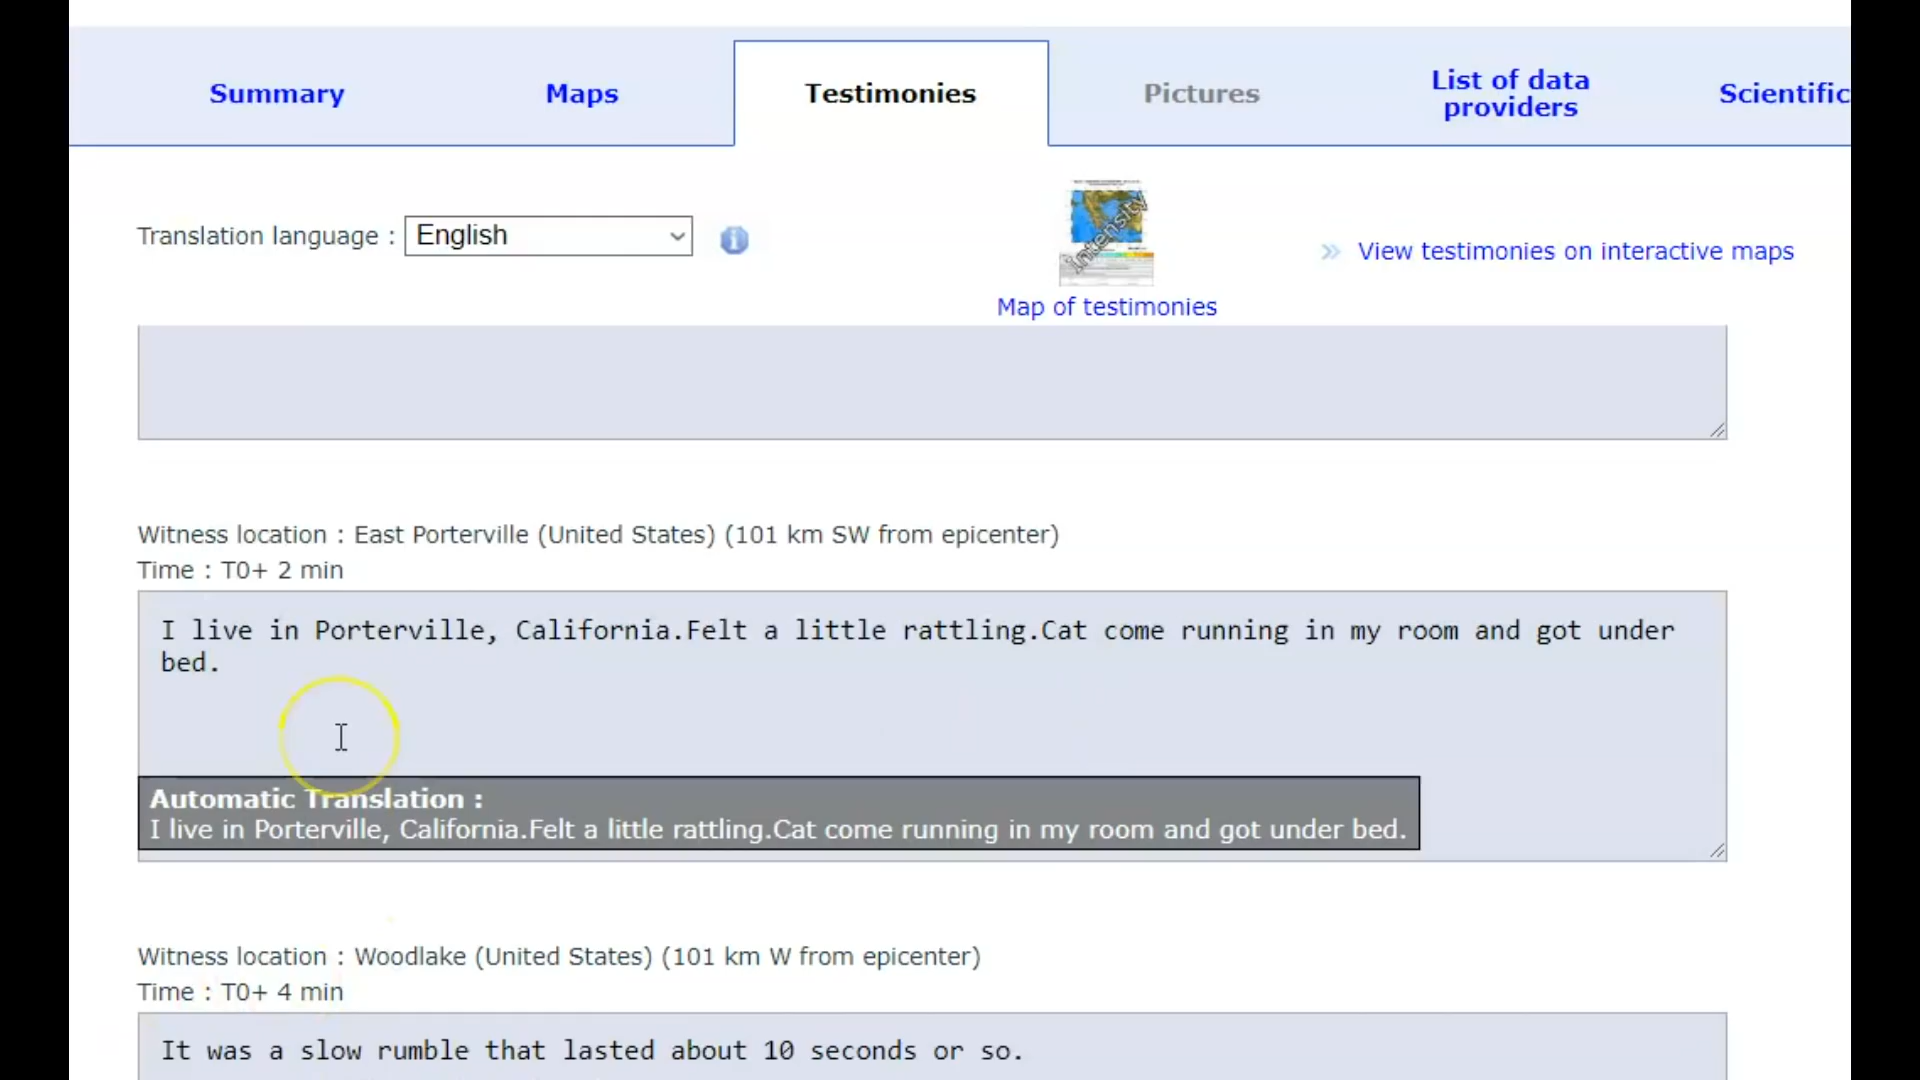 Summary
Maps
Testimonies
Pictures
List of data
providers
Scientific
Translation language :
English
i
intensity
Map of testimonies
View testimonies on interactive maps
Witness location : East Porterville (United States) (101 km SW from epicenter)
Time : T0+ 2 min
I live in Porterville, California.Felt a little rattling.Cat come running in my room and got under
bed.
Automatic Translation :
I live in Porterville, California.Felt a little rattling.Cat come running in my room and got under bed.
Witness location : Woodlake (United States) (101 km W from epicenter)
Time : T0+ 4 min
It was a slow rumble that lasted about 10 seconds or so.